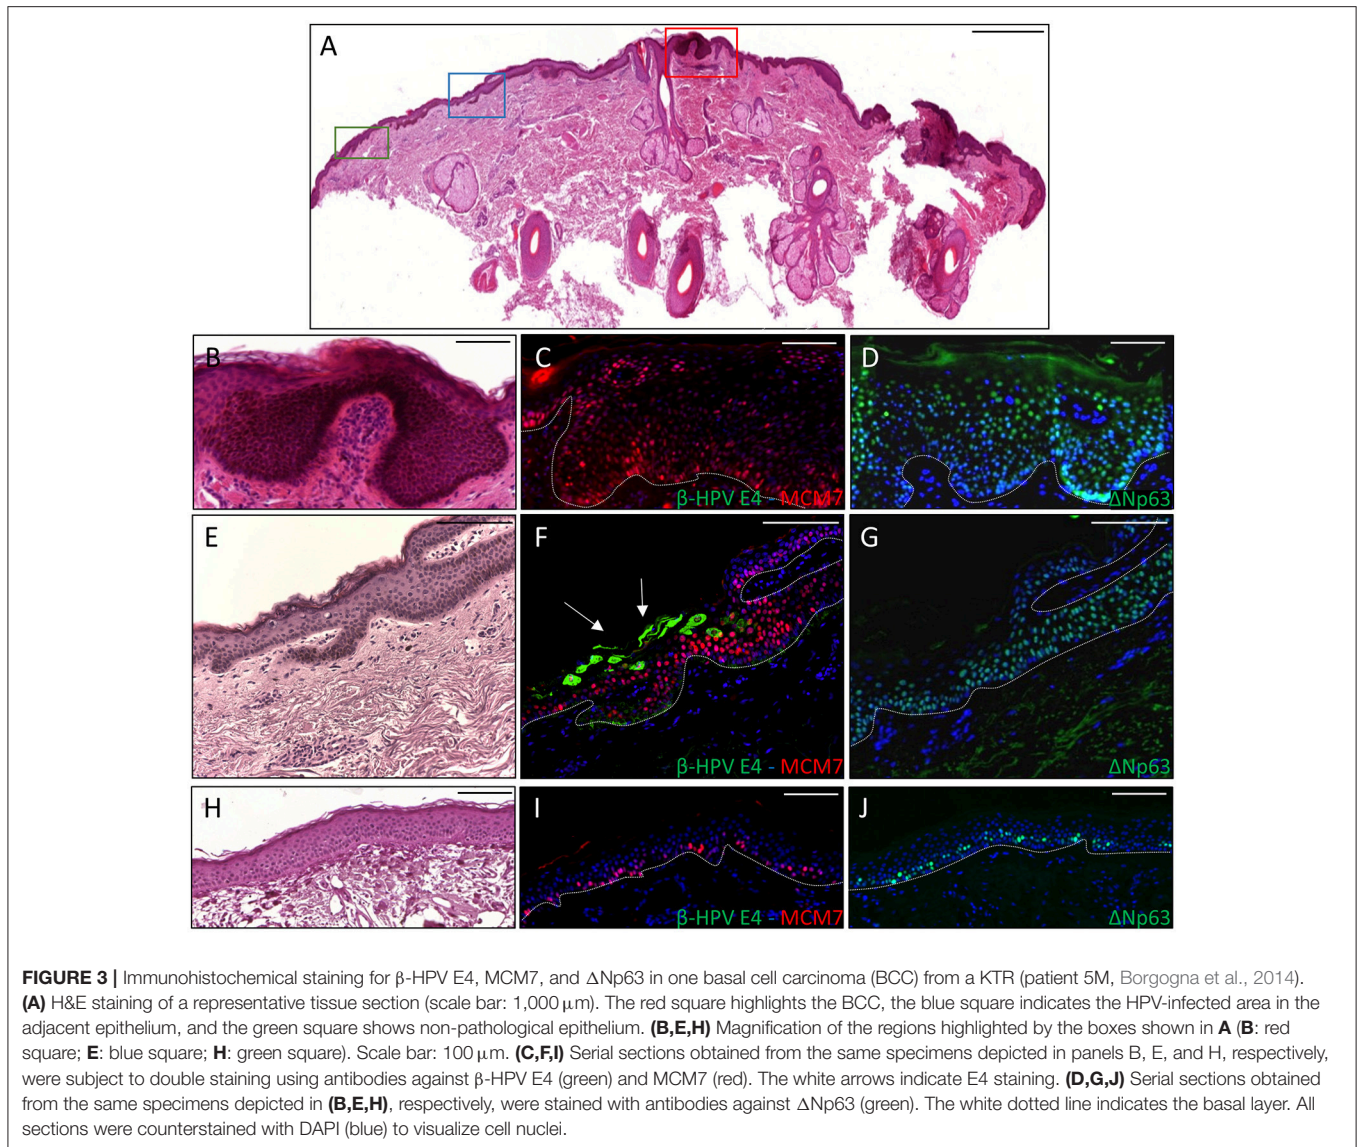 A
B
C
β-HPV E4 - MCM7
D
ΔNp63
E
F
β-HPV E4 - MCM7
G
ΔNp63
H
I
β-HPV E4 - MCM7
J
ΔNp63
FIGURE 3 | Immunohistochemical staining for β-HPV E4, MCM7, and ΔNp63 in one basal cell carcinoma (BCC) from a KTR (patient 5M, Borgogna et al., 2014).
(A) H&E staining of a representative tissue section (scale bar: 1,000 μm). The red square highlights the BCC, the blue square indicates the HPV-infected area in the
adjacent epithelium, and the green square shows non-pathological epithelium. (B,E,H) Magnification of the regions highlighted by the boxes shown in A (B: red
square; E: blue square; H: green square). Scale bar: 100 μm. (C,F,I) Serial sections obtained from the same specimens depicted in panels B, E, and H, respectively,
were subject to double staining using antibodies against β-HPV E4 (green) and MCM7 (red). The white arrows indicate E4 staining. (D,G,J) Serial sections obtained
from the same specimens depicted in (B,E,H), respectively, were stained with antibodies against ΔNp63 (green). The white dotted line indicates the basal layer. All
sections were counterstained with DAPI (blue) to visualize cell nuclei.